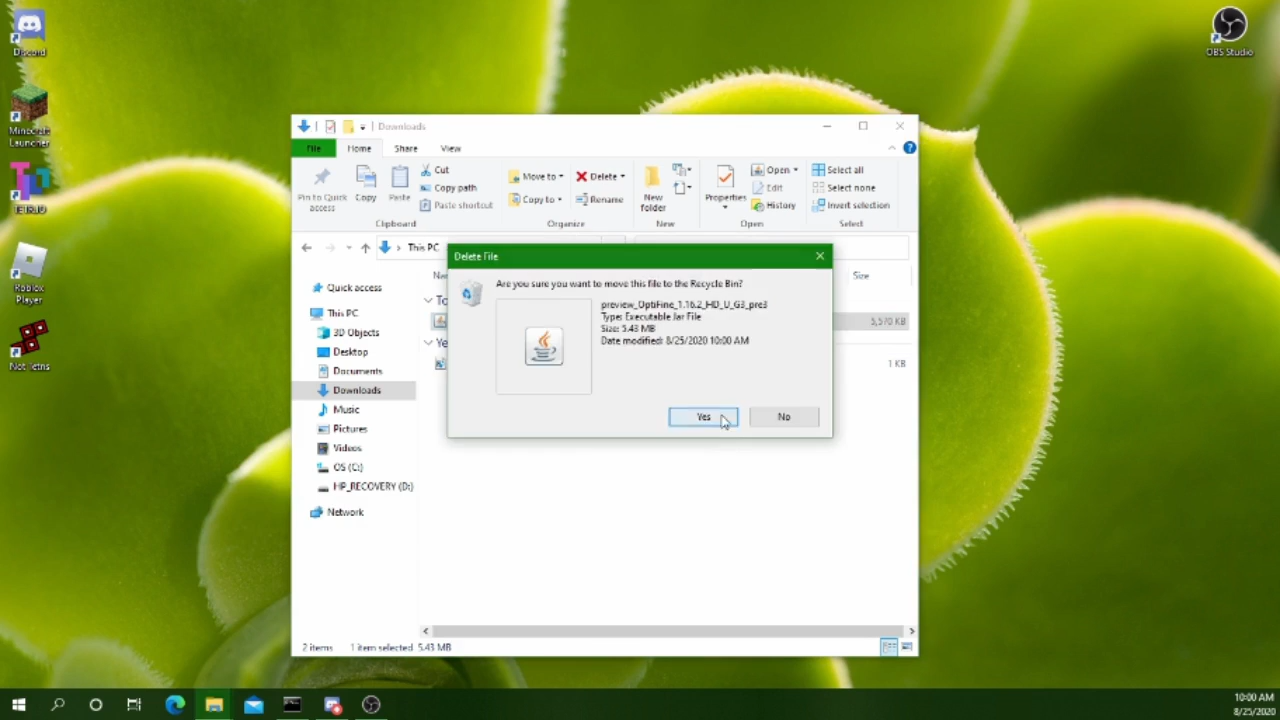 Discord
OBS Studio
Minecraft
Launcher
TETR.IO
Roblox
Player
Not Tetris
Downloads
File
Home
Share
View
Pin to Quick
access
Copy
Paste
Cut
Copy path
Paste shortcut
Clipboard
Move to
Copy to
Delete
Rename
Organize
New
folder
New
Properties
Open
Edit
History
Open
Select all
Select none
Invert selection
Select
This PC
Size
Quick access
This PC
3D Objects
Desktop
Documents
Downloads
Music
Pictures
Videos
OS (C:)
HP_RECOVERY (D:)
Network
5,570 KB
1 KB
Delete File
Are you sure you want to move this file to the Recycle Bin?
preview_OptiFine_1.16.2_HD_U_G3_pre3
Type: Executable Jar File
Size: 5.43 MB
Date modified: 8/25/2020 10:00 AM
Yes
No
2 items
1 item selected 5.43 MB
10:00 AM
8/25/2020